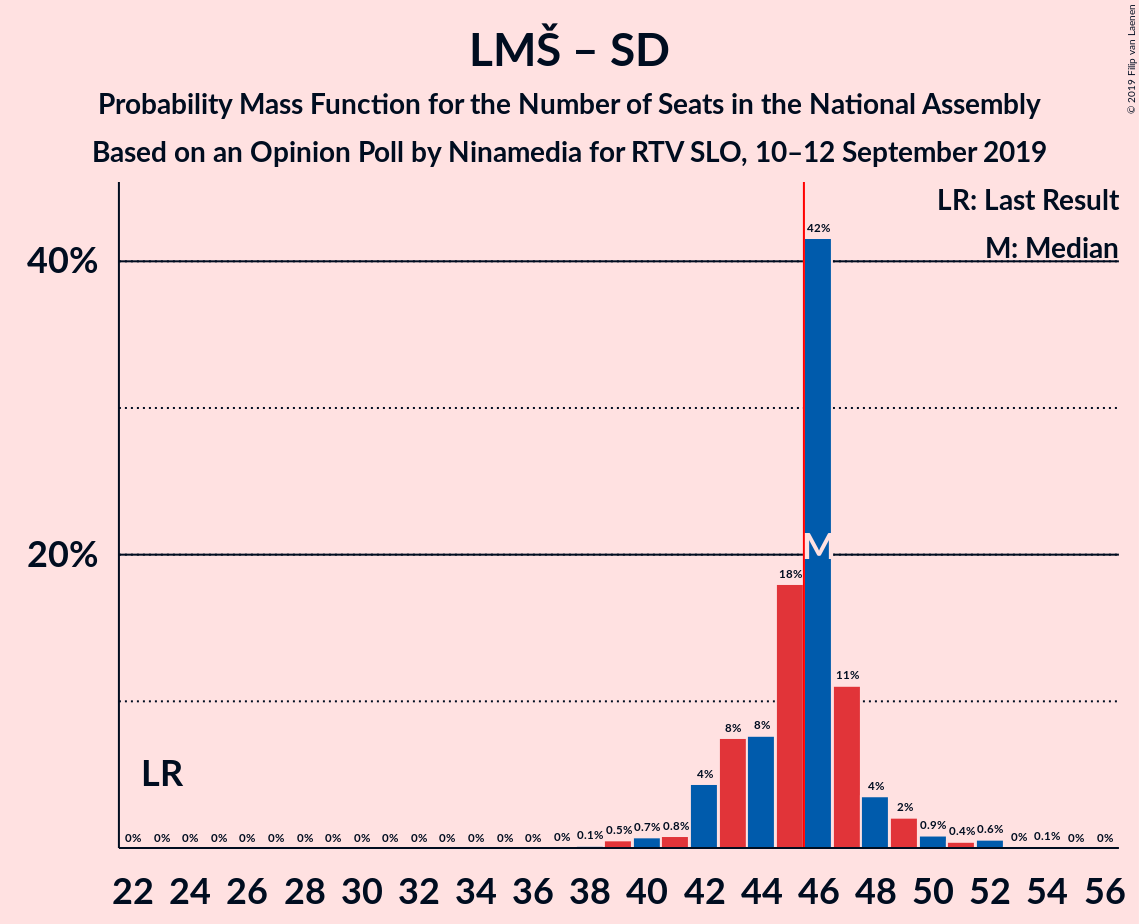 LMŠ – SD
Probability Mass Function for the Number of Seats in the National Assembly
Based on an Opinion Poll by Ninamedia for RTV SLO, 10–12 September 2019
© 2019 Filip van Laenen
LR: Last Result
M: Median
40%
20%
42%
M
18%
11%
8% 8%
4% 4%
2%
LR
0% 0% 0% 0% 0% 0% 0% 0% 0% 0% 0% 0% 0% 0% 0% 0% 0.1% 0.5% 0.7% 0.8% 0.9% 0.4% 0.6% 0% 0.1% 0% 0%
22 24 26 28 30 32 34 36 38 40 42 44 46 48 50 52 54 56